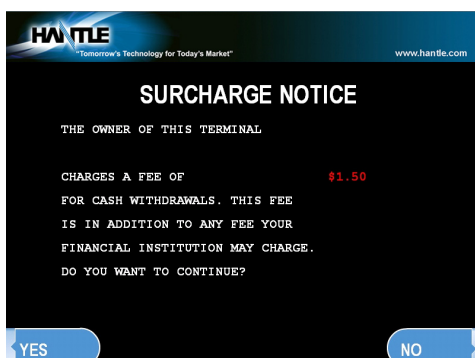 HANTLE
"Tomorrow's Technology for Today's Market" www.hantle.com
SURCHARGE NOTICE
THE OWNER OF THIS TERMINAL
CHARGES A FEE OF $1.50
FOR CASH WITHDRAWALS. THIS FEE
IS IN ADDITION TO ANY FEE YOUR
FINANCIAL INSTITUTION MAY CHARGE.
DO YOU WANT TO CONTINUE?
YES NO